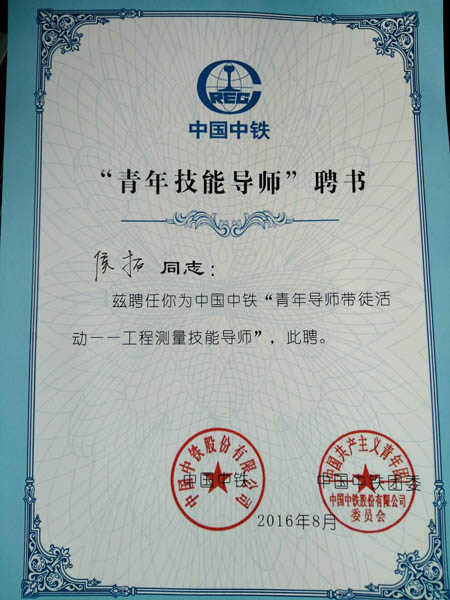 CREC
中国中铁
“青年技能导师”聘书
侯拓 同志：
兹聘任你为中国中铁“青年导师带徒活
动——工程测量技能导师”，此聘。
中国中铁股份有限公司
中国中铁
中国共产主义青年团
中国中铁团委
中国中铁股份有限公司
委员会
2016年8月